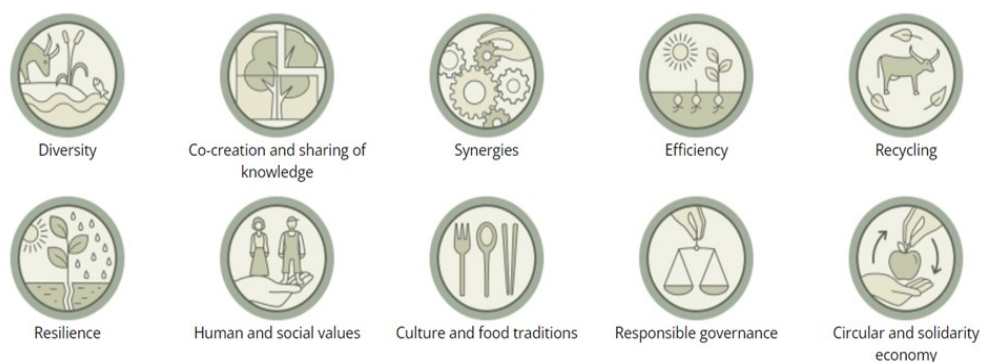 Diversity
Co-creation and sharing of
knowledge
Synergies
Efficiency
Recycling
Resilience
Human and social values
Culture and food traditions
Responsible governance
Circular and solidarity
economy